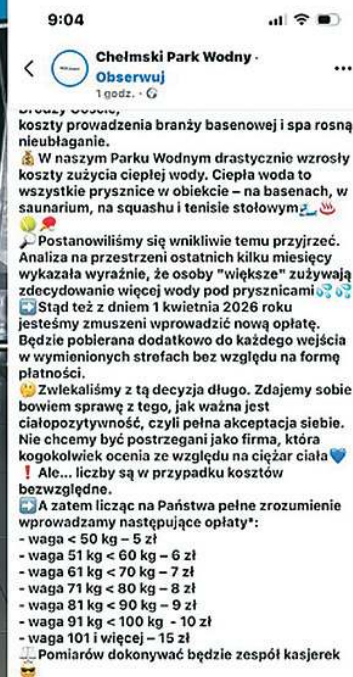 9:04
Chełmski Park Wodny ·
Obserwuj
1 godz. ·
koszty prowadzenia branży basenowej i spa rosną
nieubłaganie.
💰 W naszym Parku Wodnym drastycznie wzrosły
koszty zużycia ciepłej wody. Ciepła woda to
wszystkie prysznice w obiekcie – na basenach, w
saunarium, na squashu i tenisie stołowym🏊♨️
🎾🏓
🔎Postanowiliśmy się wnikliwie temu przyjrzeć.
Analiza na przestrzeni ostatnich kilku miesięcy
wykazała wyraźnie, że osoby "większe" zużywają
zdecydowanie więcej wody pod prysznicami💦💦
➡️Stąd też z dniem 1 kwietnia 2026 roku
jesteśmy zmuszeni wprowadzić nową opłatę.
Będzie pobierana dodatkowo do każdego wejścia
w wymienionych strefach bez względu na formę
płatności.
🤔Zwlekaliśmy z tą decyzja długo. Zdajemy sobie
bowiem sprawę z tego, jak ważna jest
ciałopozytywność, czyli pełna akceptacja siebie.
Nie chcemy być postrzegani jako firma, która
kogokolwiek ocenia ze względu na ciężar ciała💙
❗ Ale... liczby są w przypadku kosztów
bezwzględne.
➡️A zatem licząc na Państwa pełne zrozumienie
wprowadzamy następujące opłaty*:
- waga < 50 kg – 5 zł
- waga 51 kg < 60 kg – 6 zł
- waga 61 kg < 70 kg – 7 zł
- waga 71 kg < 80 kg – 8 zł
- waga 81 kg < 90 kg – 9 zł
- waga 91 kg < 100 kg - 10 zł
- waga 101 i więcej – 15 zł
⚖️Pomiarów dokonywać będzie zespół kasjerek
😎